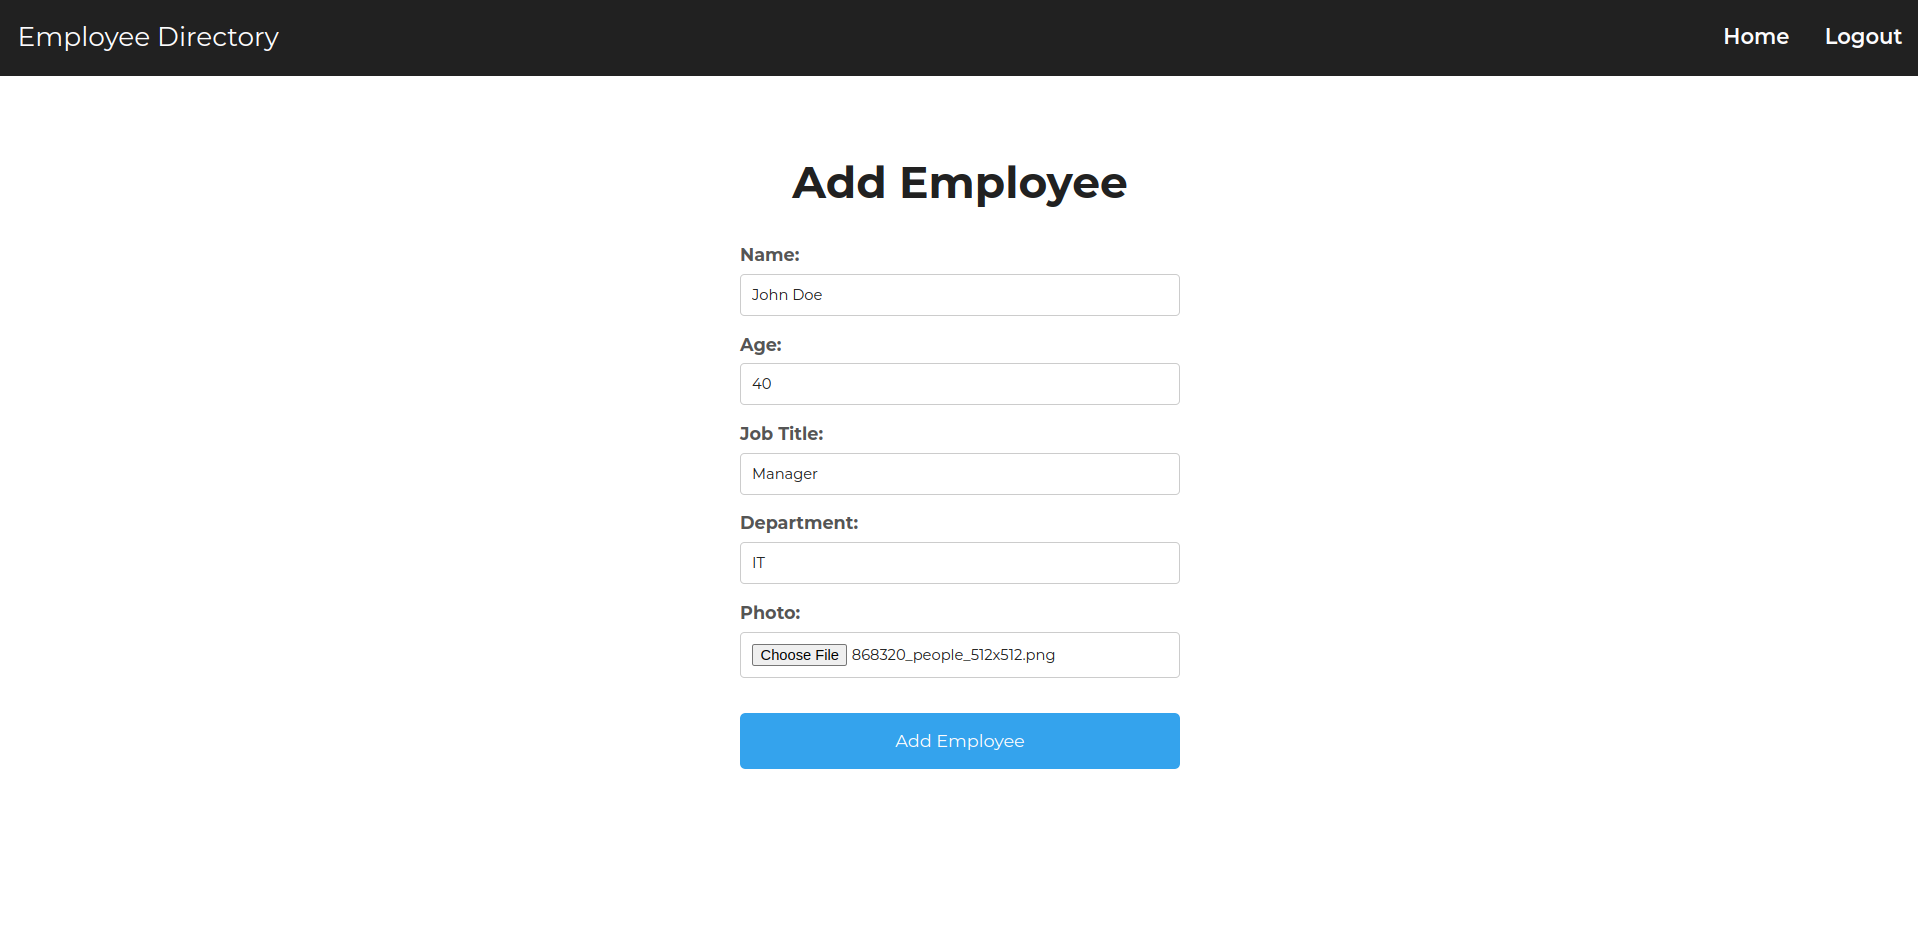 Employee Directory
Home
Logout
Add Employee
Name:
John Doe
Age:
40
Job Title:
Manager
Department:
IT
Photo:
Choose File 868320_people_512x512.png
Add Employee